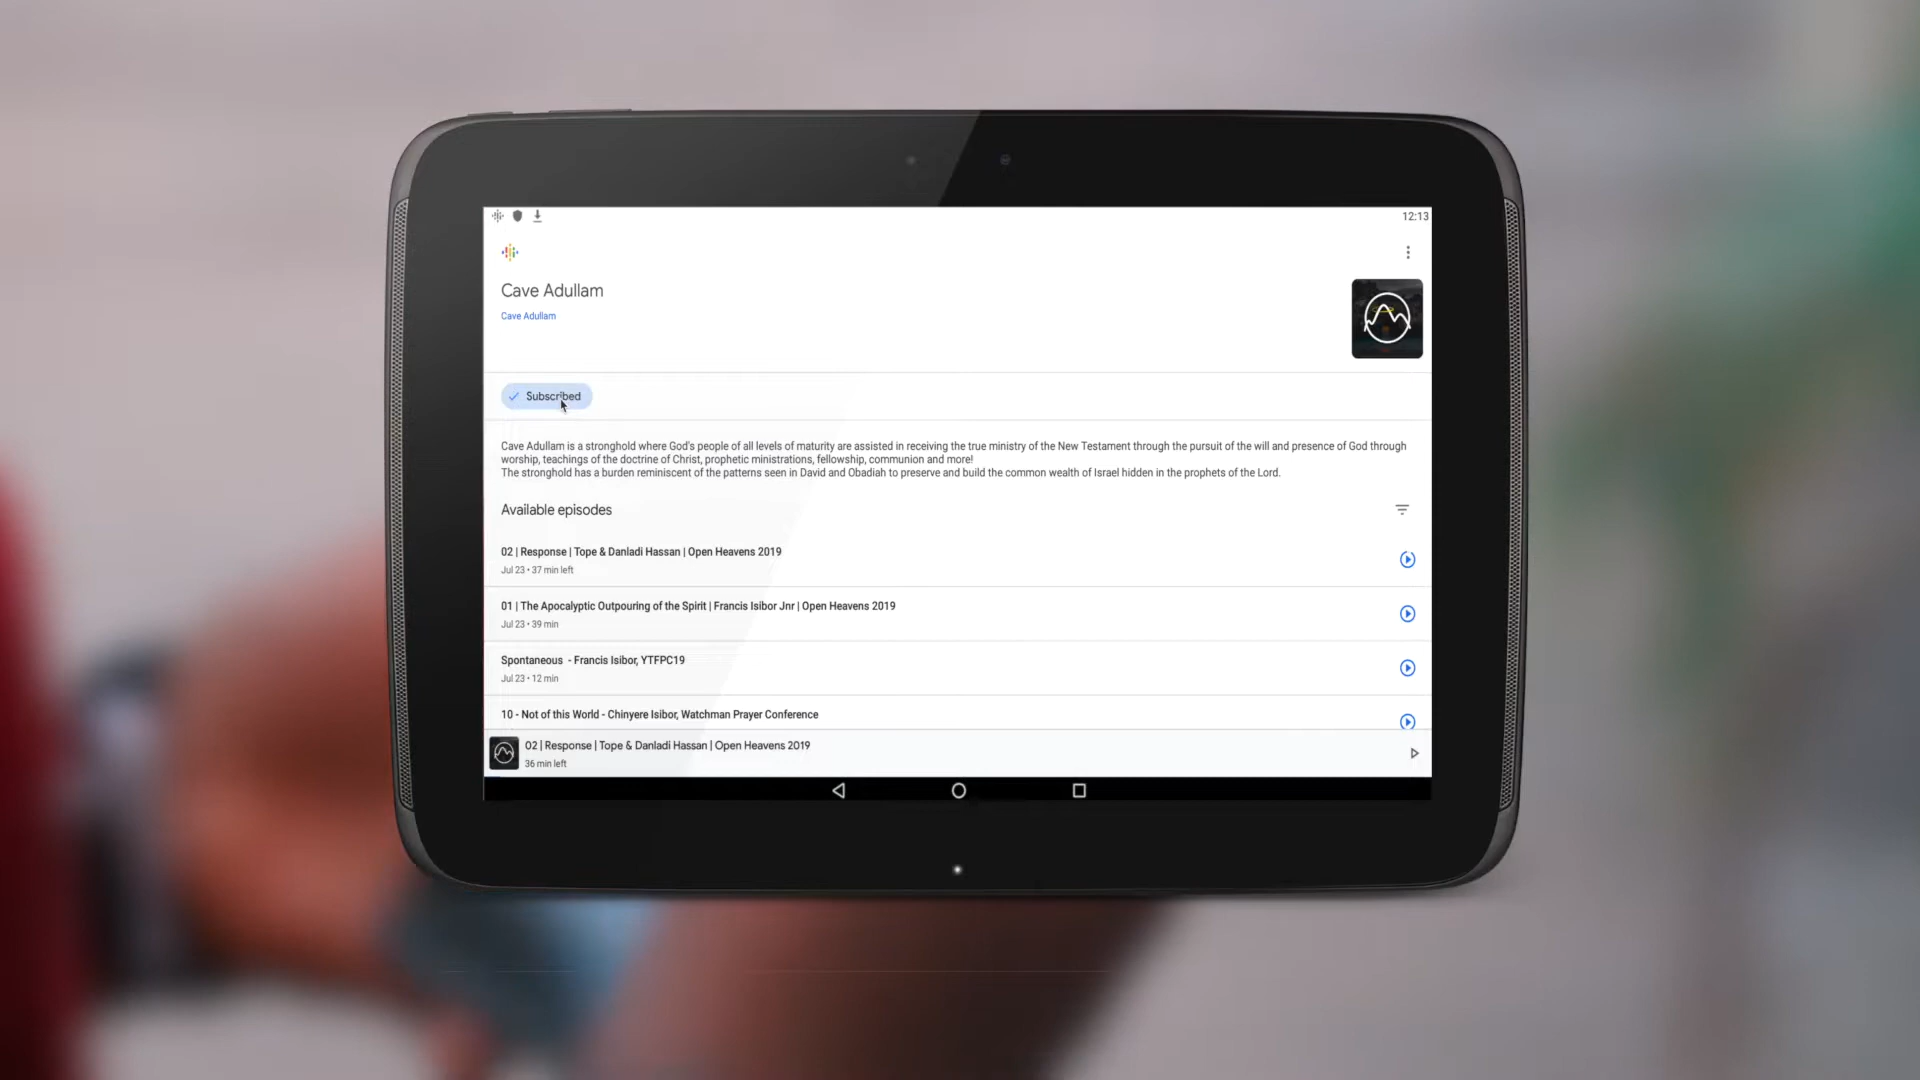 12:13
Cave Adullam
Cave Adullam
Subscribed
Cave Adullam is a stronghold where God's people of all levels of maturity are assisted in receiving the true ministry of the New Testament through the pursuit of the will and presence of God through
worship, teachings of the doctrine of Christ, prophetic ministrations, fellowship, communion and more!
The stronghold has a burden reminiscent of the patterns seen in David and Obadiah to preserve and build the common wealth of Israel hidden in the prophets of the Lord.
Available episodes
02 | Response | Tope & Danladi Hassan | Open Heavens 2019
Jul 23 • 37 min left
01 | The Apocalyptic Outpouring of the Spirit | Francis Isibor Jnr | Open Heavens 2019
Jul 23 • 39 min
Spontaneous - Francis Isibor, YTFPC19
Jul 23 • 12 min
10 - Not of this World - Chinyere Isibor, Watchman Prayer Conference
02 | Response | Tope & Danladi Hassan | Open Heavens 2019
36 min left